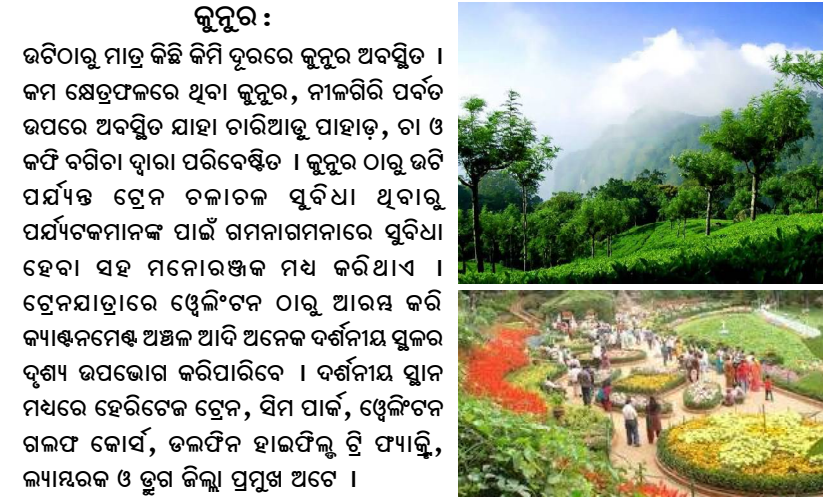 କୁନୁର :
ଉଟିଠାରୁ ମାତ୍ର କିଛି କିମି ଦୂରରେ କୁନୁର ଅବସ୍ଥିତ ।
କମ କ୍ଷେତ୍ରଫଳରେ ଥିବା କୁନୁର, ନୀଳଗିରି ପର୍ବତ
ଉପରେ ଅବସ୍ଥିତ ଯାହା ଚାରିଆଡୁ ପାହାଡ଼, ଚା ଓ
କଫି ବଗିଚା ଦ୍ୱାରା ପରିବେଷ୍ଟିତ । କୁନୁର ଠାରୁ ଉଟି
ପର୍ଯ୍ୟନ୍ତ ଟ୍ରେନ ଚଳାଚଳ ସୁବିଧା ଥିବାରୁ
ପର୍ଯ୍ୟଟକମାନଙ୍କ ପାଇଁ ଗମନାଗମନାରେ ସୁବିଧା
ହେବା ସହ ମନୋରଞ୍ଜକ ମଧ୍ୟ କରିଥାଏ ।
ଟ୍ରେନଯାତ୍ରାରେ ୱେଲିଂଟନ ଠାରୁ ଆରମ୍ଭ କରି
କ୍ୟାଣ୍ଟନମେଣ୍ଟ ଅଞ୍ଚଳ ଆଦି ଅନେକ ଦର୍ଶନୀୟ ସ୍ଥଳର
ଦୃଶ୍ୟ ଉପଭୋଗ କରିପାରିବେ । ଦର୍ଶନୀୟ ସ୍ଥାନ
ମଧ୍ୟରେ ହେରିଟେଜ ଟ୍ରେନ, ସିମ ପାର୍କ, ୱେଲିଂଟନ
ଗଲଫ କୋର୍ସ, ଡଲଫିନ ହାଇଫିଲ୍ଡ ଟ୍ରି ଫ୍ୟାକ୍ଟ୍ରି,
ଲ୍ୟାମ୍ବରକ ଓ ଡ୍ରୁଗ ଜିଲ୍ଲା ପ୍ରମୁଖ ଅଟେ ।